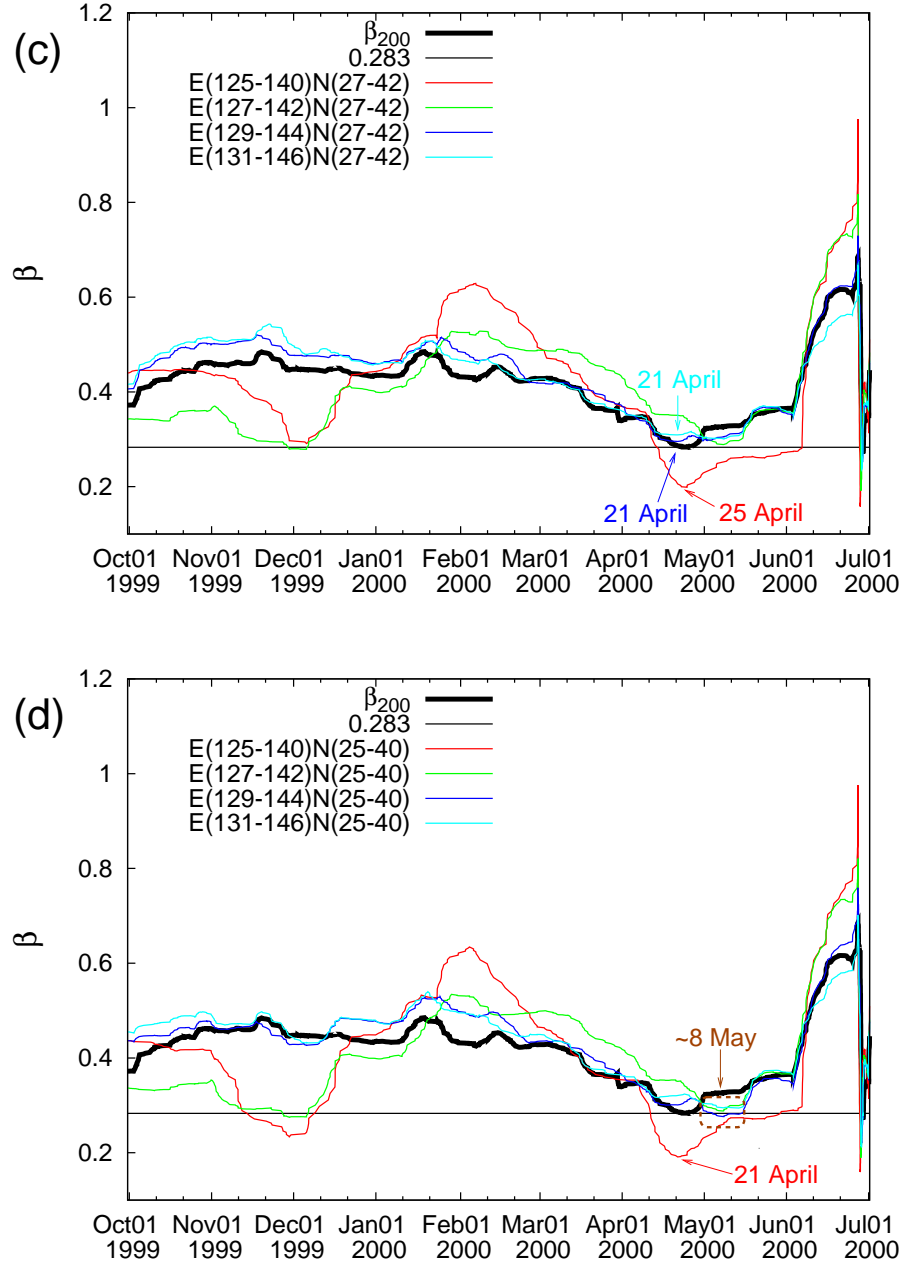 (c)
β200
0.283
E(125-140)N(27-42)
E(127-142)N(27-42)
E(129-144)N(27-42)
E(131-146)N(27-42)
β
1.2
1
0.8
0.6
0.4
0.2
21 April
21 April
25 April
Oct01 Nov01 Dec01 Jan01 Feb01 Mar01 Apr01 May01 Jun01 Jul01
1999 1999 1999 2000 2000 2000 2000 2000 2000 2000
(d)
β200
0.283
E(125-140)N(25-40)
E(127-142)N(25-40)
E(129-144)N(25-40)
E(131-146)N(25-40)
β
1.2
1
0.8
0.6
0.4
0.2
~8 May
21 April
Oct01 Nov01 Dec01 Jan01 Feb01 Mar01 Apr01 May01 Jun01 Jul01
1999 1999 1999 2000 2000 2000 2000 2000 2000 2000